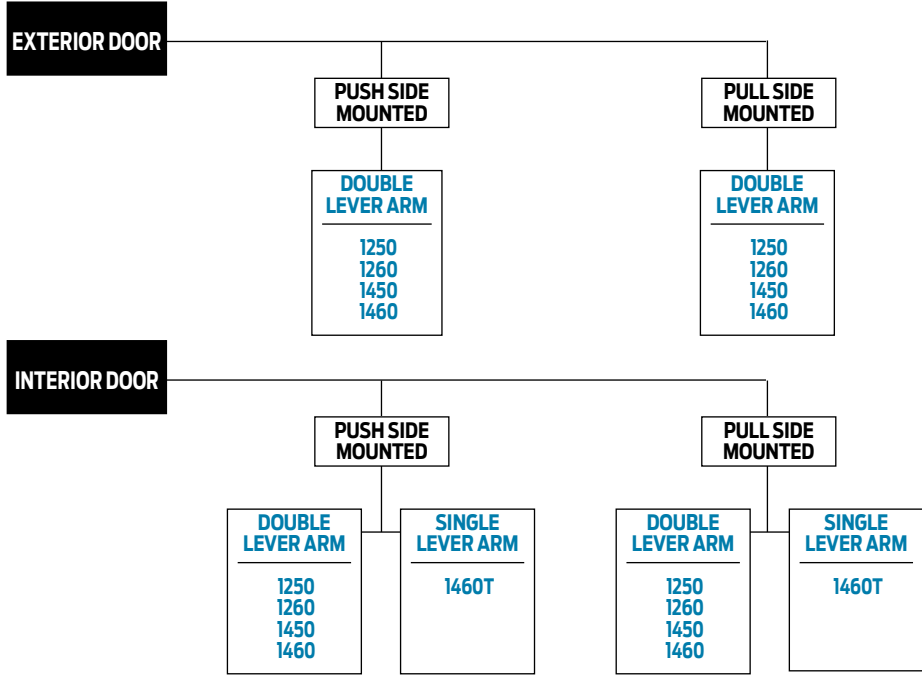 EXTERIOR DOOR
PUSH SIDE
MOUNTED
PULL SIDE
MOUNTED
DOUBLE
LEVER ARM
1250
1260
1450
1460
DOUBLE
LEVER ARM
1250
1260
1450
1460
INTERIOR DOOR
PUSH SIDE
MOUNTED
PULL SIDE
MOUNTED
DOUBLE
LEVER ARM
1250
1260
1450
1460
SINGLE
LEVER ARM
1460T
DOUBLE
LEVER ARM
1250
1260
1450
1460
SINGLE
LEVER ARM
1460T